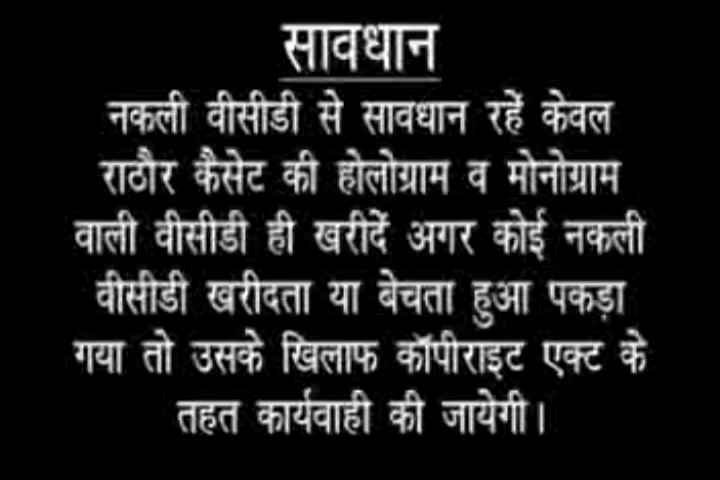 सावधान
नकली वीसीडी से सावधान रहें केवल
राठौर कैसेट की होलोग्राम व मोनोग्राम
वाली वीसीडी ही खरीदें अगर कोई नकली
वीसीडी खरीदता या बेचता हुआ पकड़ा
गया तो उसके खिलाफ कॉपीराइट एक्ट के
तहत कार्यवाही की जायेगी।